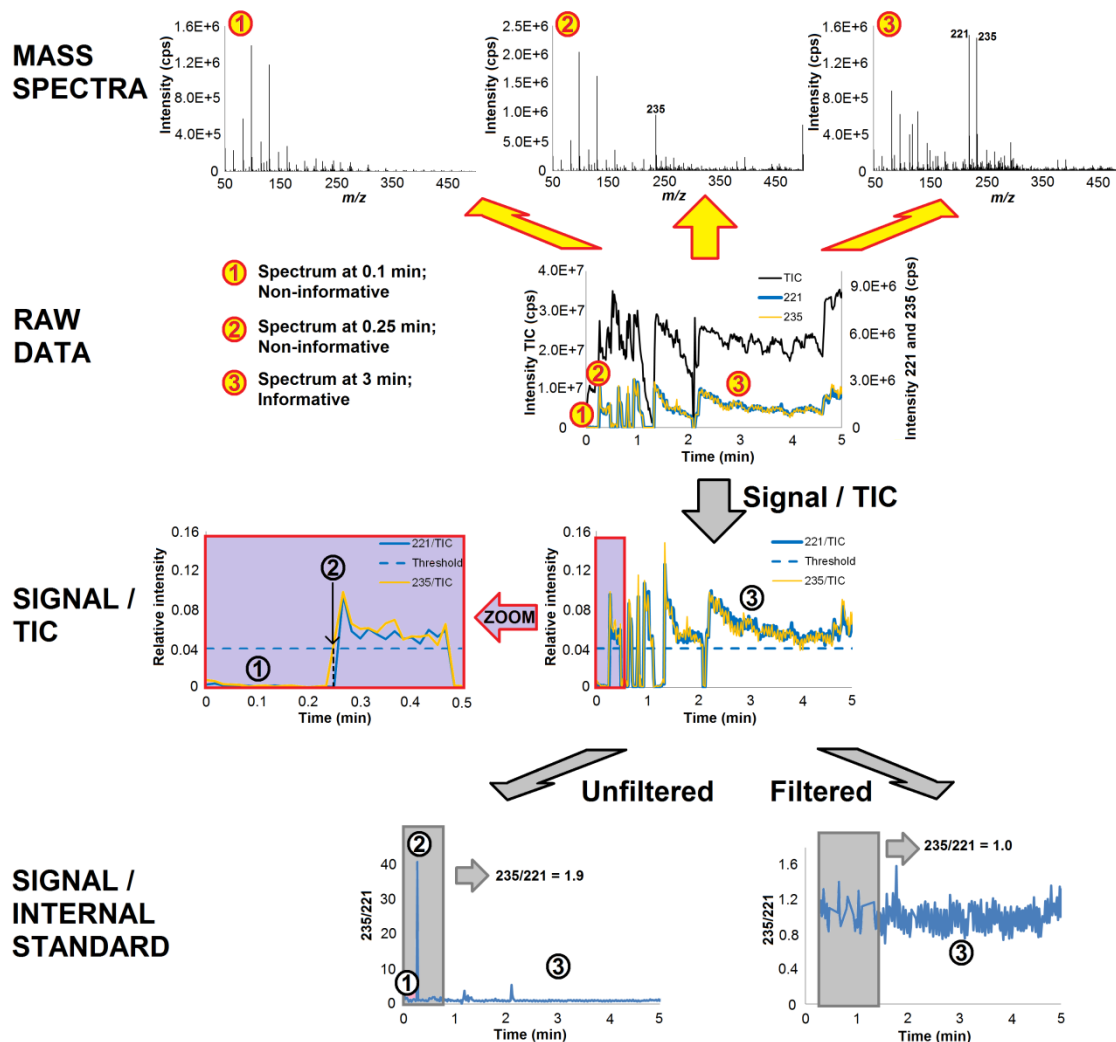 MASS
SPECTRA
1
Intensity (cps)
1.6E+6
1.2E+6
8.0E+5
4.0E+5
0
50 150 250 350 450
m/z
2
Intensity (cps)
2.5E+6
2.0E+6
1.5E+6
1.0E+6
5.0E+5
0
235
50 150 250 350 450
m/z
3
Intensity (cps)
1.6E+6
1.2E+6
8.0E+5
4.0E+5
0
221 235
50 150 250 350 450
m/z
RAW
DATA
1 Spectrum at 0.1 min;
Non-informative
2 Spectrum at 0.25 min;
Non-informative
3 Spectrum at 3 min;
Informative
Intensity TIC (cps)
4.0E+7
3.0E+7
2.0E+7
1.0E+7
0
TIC
221
235
1
2
3
9.0E+6
6.0E+6
3.0E+6
0
Intensity 221 and 235 (cps)
0 1 2 3 4 5
Time (min)
Signal / TIC
SIGNAL /
TIC
Relative intensity
0.16
0.12
0.08
0.04
0
221/TIC
Threshold
235/TIC
1
2
0 0.1 0.2 0.3 0.4 0.5
Time (min)
ZOOM
Relative intensity
0.16
0.12
0.08
0.04
0
221/TIC
Threshold
235/TIC
3
0 1 2 3 4 5
Time (min)
Unfiltered
Filtered
SIGNAL /
INTERNAL
STANDARD
235/221
40
30
20
10
0
2
1
3
235/221 = 1.9
0 1 2 3 4 5
Time (min)
235/221
1.6
1.2
0.8
0.4
0
235/221 = 1.0
3
0 1 2 3 4 5
Time (min)